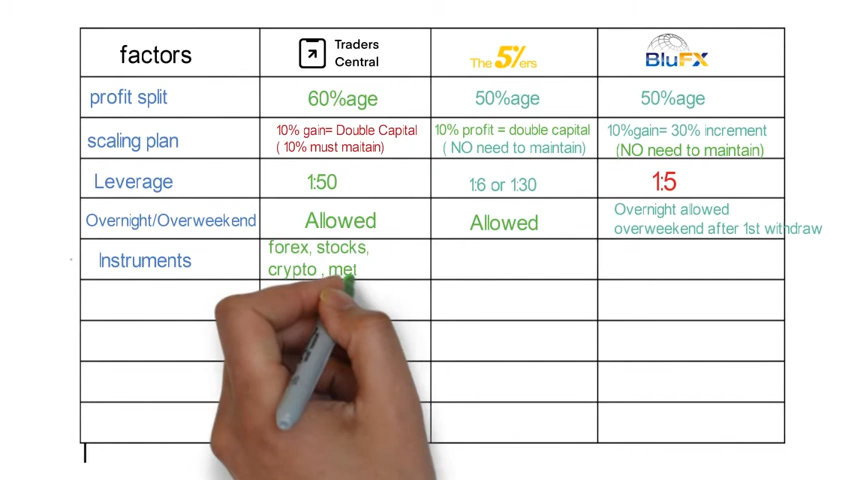 factors
Traders
Central
The 5%ers
BluFX
profit split
60%age
50%age
50%age
scaling plan
10% gain= Double Capital
( 10% must maitain)
10% profit = double capital
( NO need to maintain)
10%gain= 30% increment
(NO need to maintain)
Leverage
1:50
1:6 or 1:30
1:5
Overnight/Overweekend
Allowed
Allowed
Overnight allowed
overweekend after 1st withdraw
Instruments
forex, stocks,
crypto , met